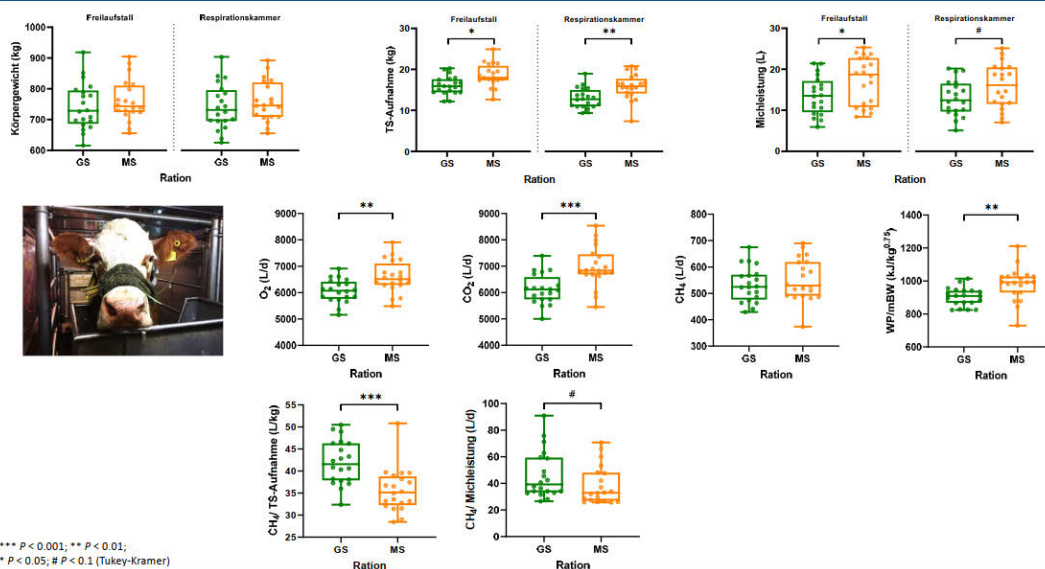 Freilaufstall Respirationskammer
Körpergewicht (kg)
1000
900
800
700
600
GS MS GS MS
Ration
Freilaufstall Respirationskammer
TS-Aufnahme (kg)
30
20
10
0
* **
GS MS GS MS
Ration
Freilaufstall Respirationskammer
Michleistung (L)
30
20
10
0
* #
GS MS GS MS
Ration
O2 (L/d)
9000
8000
7000
6000
5000
4000
**
GS MS
Ration
CO2 (L/d)
9000
8000
7000
6000
5000
4000
***
GS MS
Ration
CH4 (L/d)
800
700
600
500
400
300
GS MS
Ration
WP/mBW (kJ/kg0.75)
1400
1200
1000
800
600
**
GS MS
Ration
CH4/ TS-Aufnahme (L/kg)
55
50
45
40
35
30
25
***
GS MS
Ration
CH4/ Michleistung (L/d)
100
80
60
40
20
0
#
GS MS
Ration
*** P < 0.001; ** P < 0.01;
* P < 0.05; # P < 0.1 (Tukey-Kramer)